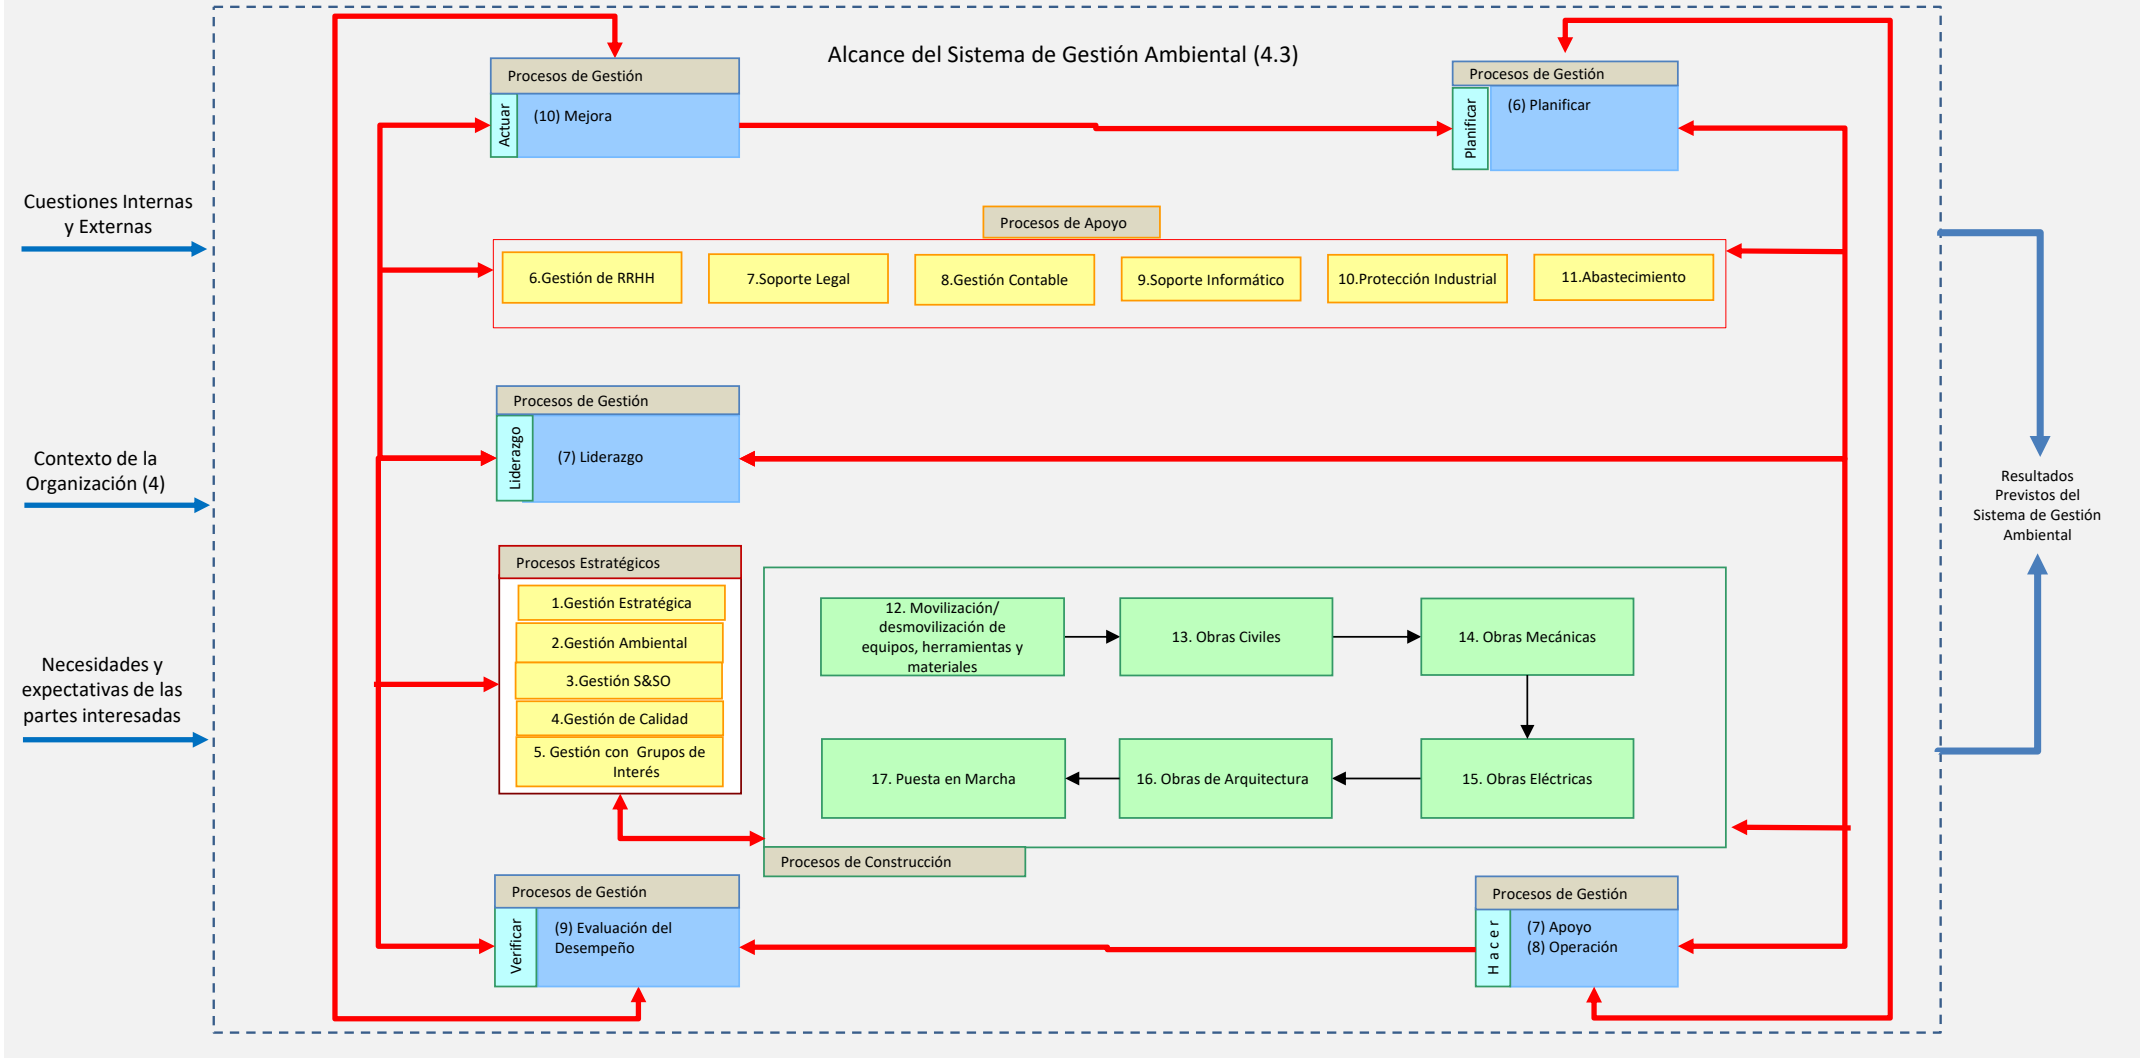 Alcance del Sistema de Gestión Ambiental (4.3)
Procesos de Gestión
Actuar
(10) Mejora
Procesos de Gestión
Planificar
(6) Planificar
Cuestiones Internas
y Externas
Procesos de Apoyo
6.Gestión de RRHH
7.Soporte Legal
8.Gestión Contable
9.Soporte Informático
10.Protección Industrial
11.Abastecimiento
Procesos de Gestión
Liderazgo
(7) Liderazgo
Contexto de la
Organización (4)
Resultados
Previstos del
Sistema de Gestión
Ambiental
Procesos Estratégicos
1.Gestión Estratégica
2.Gestión Ambiental
3.Gestión S&SO
4.Gestión de Calidad
5. Gestión con Grupos de
Interés
Necesidades y
expectativas de las
partes interesadas
12. Movilización/
desmovilización de
equipos, herramientas y
materiales
13. Obras Civiles
14. Obras Mecánicas
17. Puesta en Marcha
16. Obras de Arquitectura
15. Obras Eléctricas
Procesos de Construcción
Procesos de Gestión
Verificar
(9) Evaluación del
Desempeño
Procesos de Gestión
H a c e r
(7) Apoyo
(8) Operación